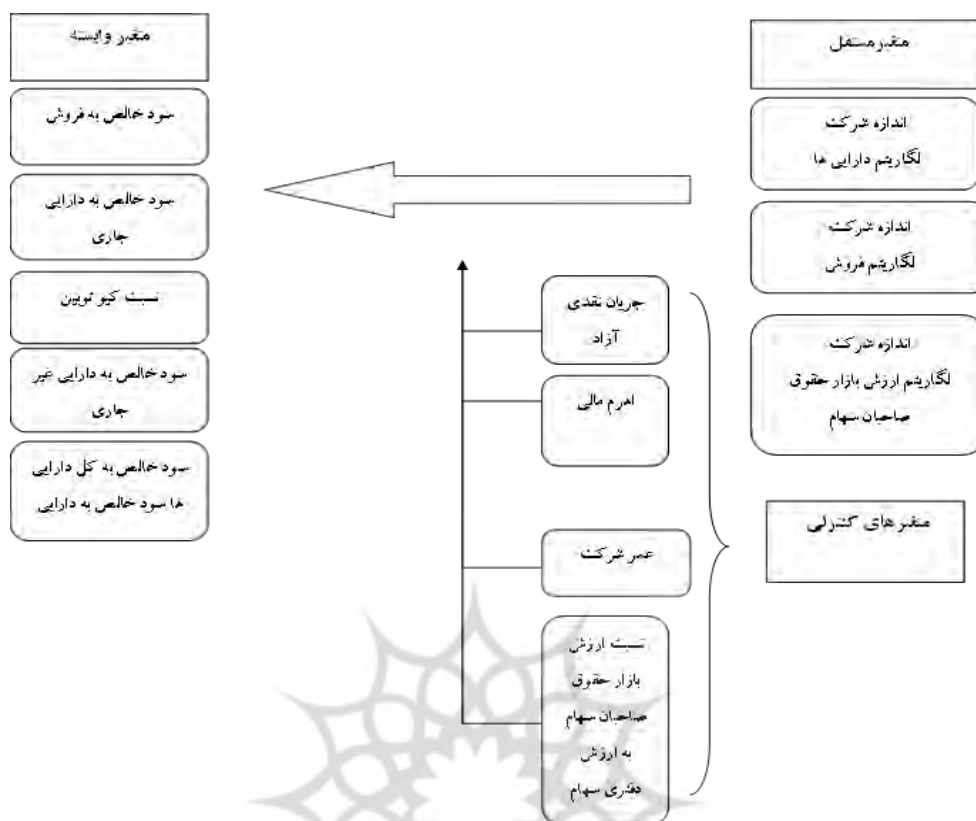 متغیر مستقل
اندازه شرکت
لگاریتم دارایی ها
اندازه شرکت
لگاریتم فروش
اندازه شرکت
لگاریتم ارزش بازار حقوق
صاحبان سهام
متغیر های کنترلی
جریان نقدی
آزاد
اهرم مالی
عمر شرکت
نسبت ارزش
بازار حقوق
صاحبان سهام
به ارزش
دفتری سهام
متغیر وابسته
سود خالص به فروش
سود خالص به دارایی
جاری
نسبت کیو توبین
سود خالص به دارایی غیر
جاری
سود خالص به کل دارایی
ها سود خالص به دارایی